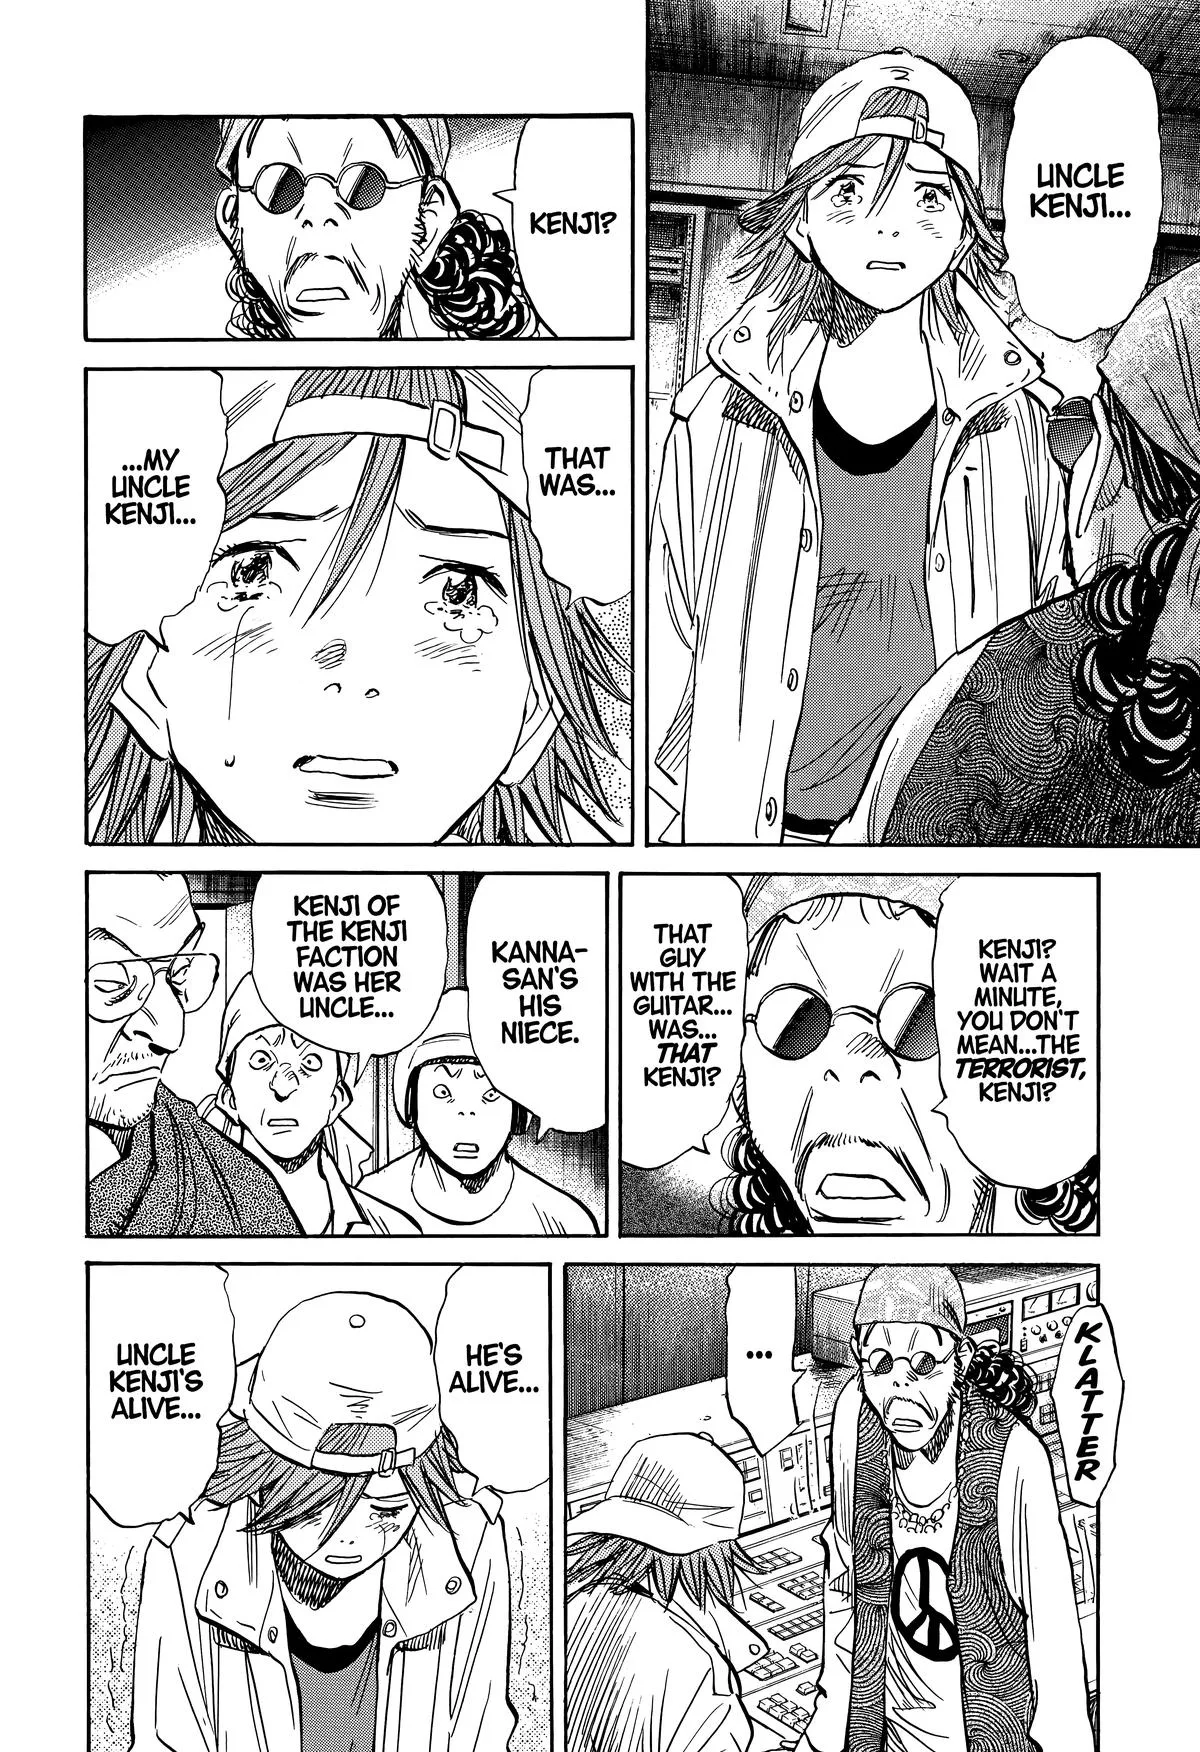 UNCLE
KENJI...
KENJI?
THAT
WAS...
...MY
UNCLE
KENJI...
KENJI?
WAIT A
MINUTE,
YOU DON'T
MEAN...THE
TERRORIST,
KENJI?
THAT
GUY
WITH THE
GUITAR...
WAS...
THAT
KENJI?
KANNA-
SAN'S
HIS
NIECE.
KENJI OF
THE KENJI
FACTION
WAS HER
UNCLE...
KLATTER
...
HE'S
ALIVE...
UNCLE
KENJI'S
ALIVE...